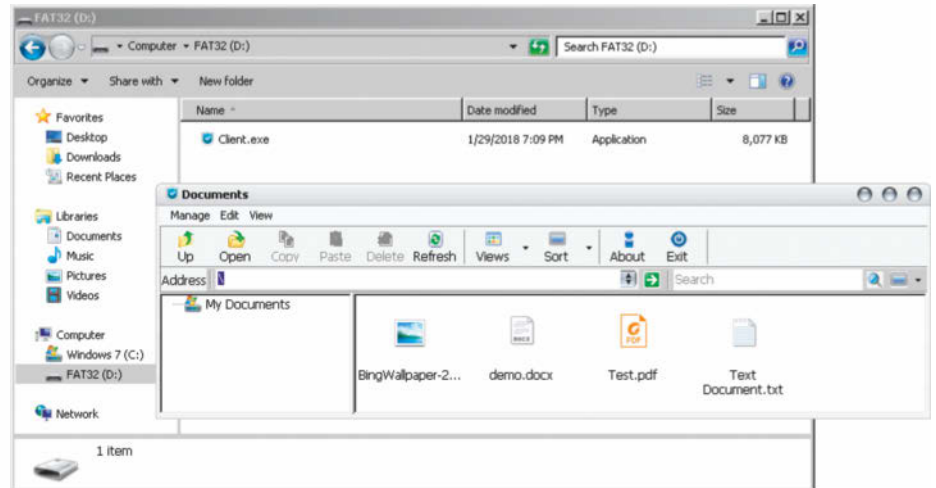 FAT32 (D:)
Computer FAT32 (D:)
Search FAT32 (D:)
Organize Share with New folder
Favorites
Desktop
Downloads
Recent Places
Libraries
Documents
Music
Pictures
Videos
Computer
Windows 7 (C:)
FAT32 (D:)
Network
Name Date modified Type Size
Client.exe 1/29/2018 7:09 PM Application 8,077 KB
Documents
Manage Edit View
Up Open Copy Paste Delete Refresh Views Sort About Exit
Address \ Search
My Documents
DOCX
PDF
BingWallpaper-2... demo.docx Test.pdf Text
Document.txt
1 item